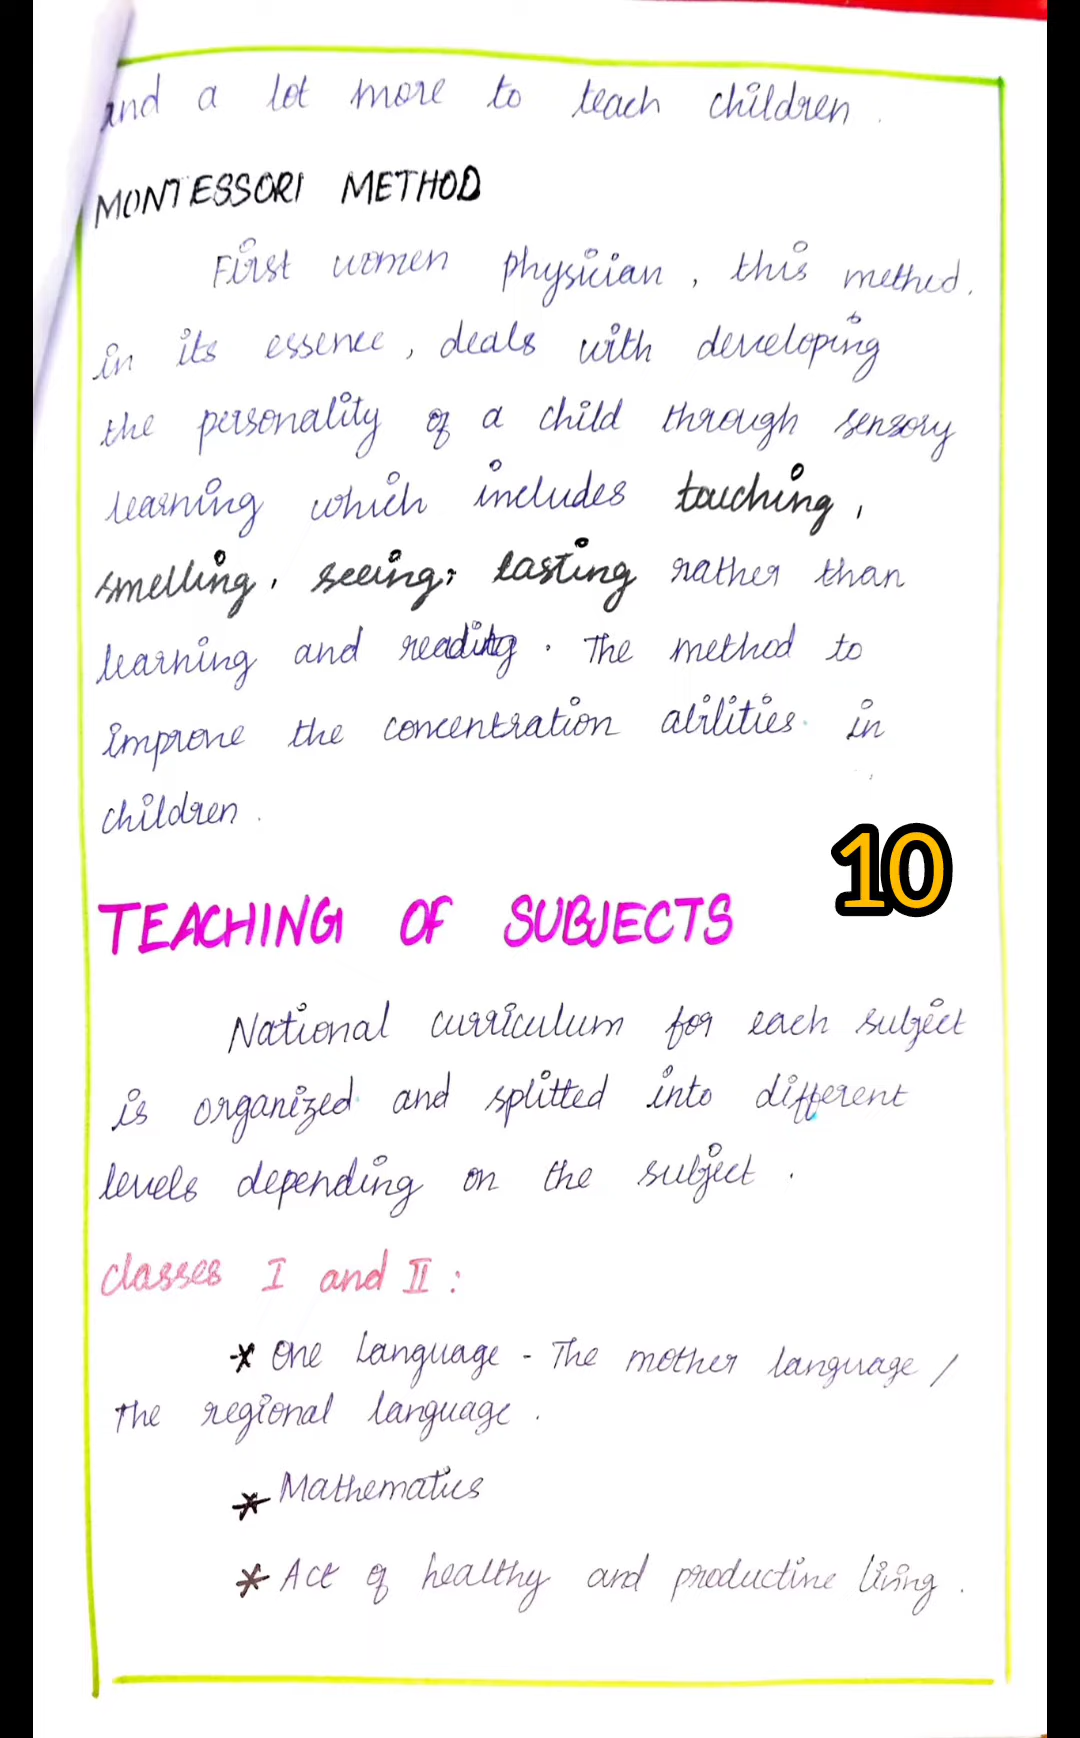 and a lot more to teach children.
MONTESSORI METHOD
First women physician, this method.
in its essence, deals with developing
the personality of a child through sensory
learning which includes touching,
smelling, seeing, tasting rather than
learning and reading. The method to
improve the concentration abilities in
children.
10
TEACHING OF SUBJECTS
National curriculum for each subject
is organized and splitted into different
levels depending on the subject.
classes I and II:
* One Language - The mother language /
The regional language.
* Mathematics
* Act of healthy and productive living.